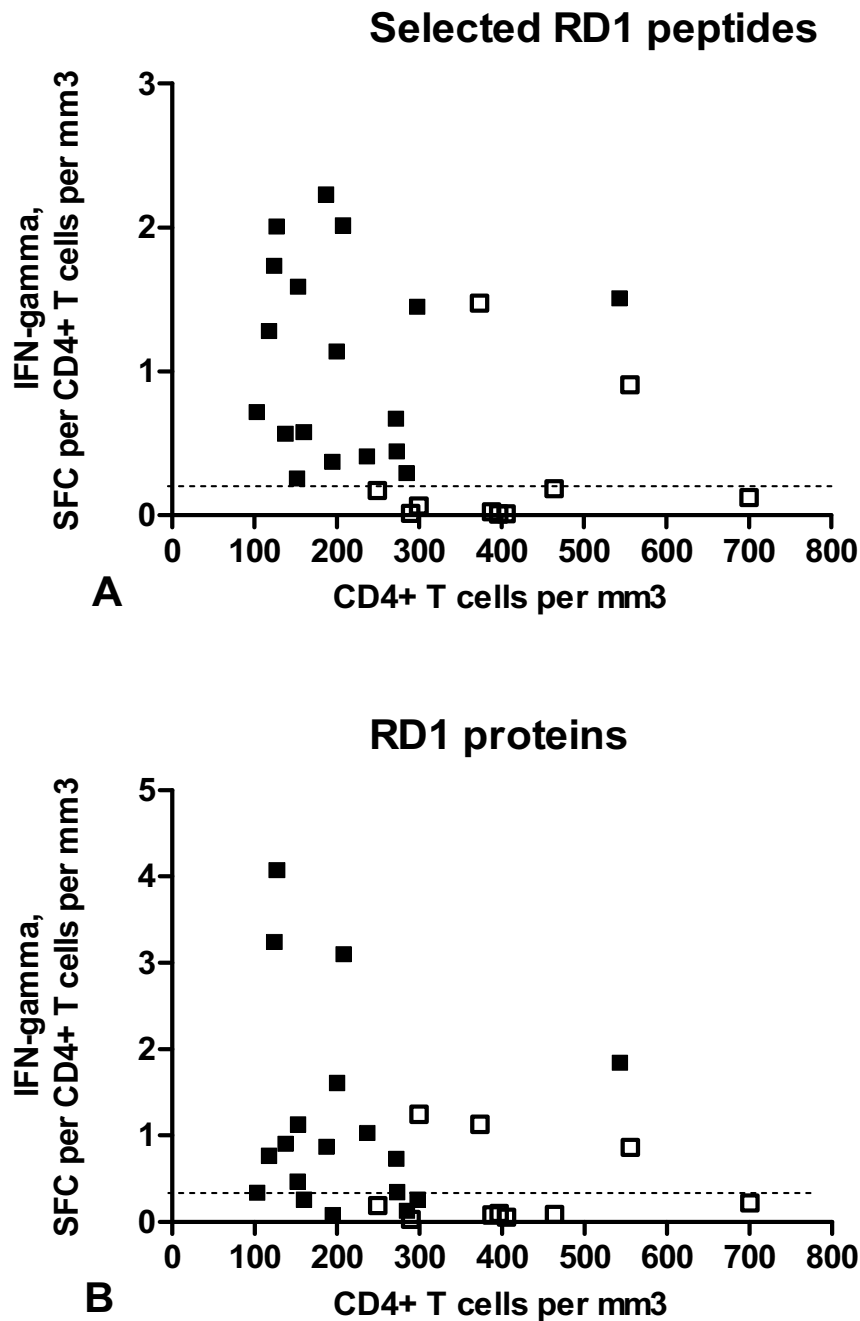 Selected RD1 peptides
IFN-gamma,
SFC per CD4+ T cells per mm3
3
2
1
0
0 100 200 300 400 500 600 700 800
CD4+ T cells per mm3
A
RD1 proteins
IFN-gamma,
SFC per CD4+ T cells per mm3
5
4
3
2
1
0
0 100 200 300 400 500 600 700 800
CD4+ T cells per mm3
B